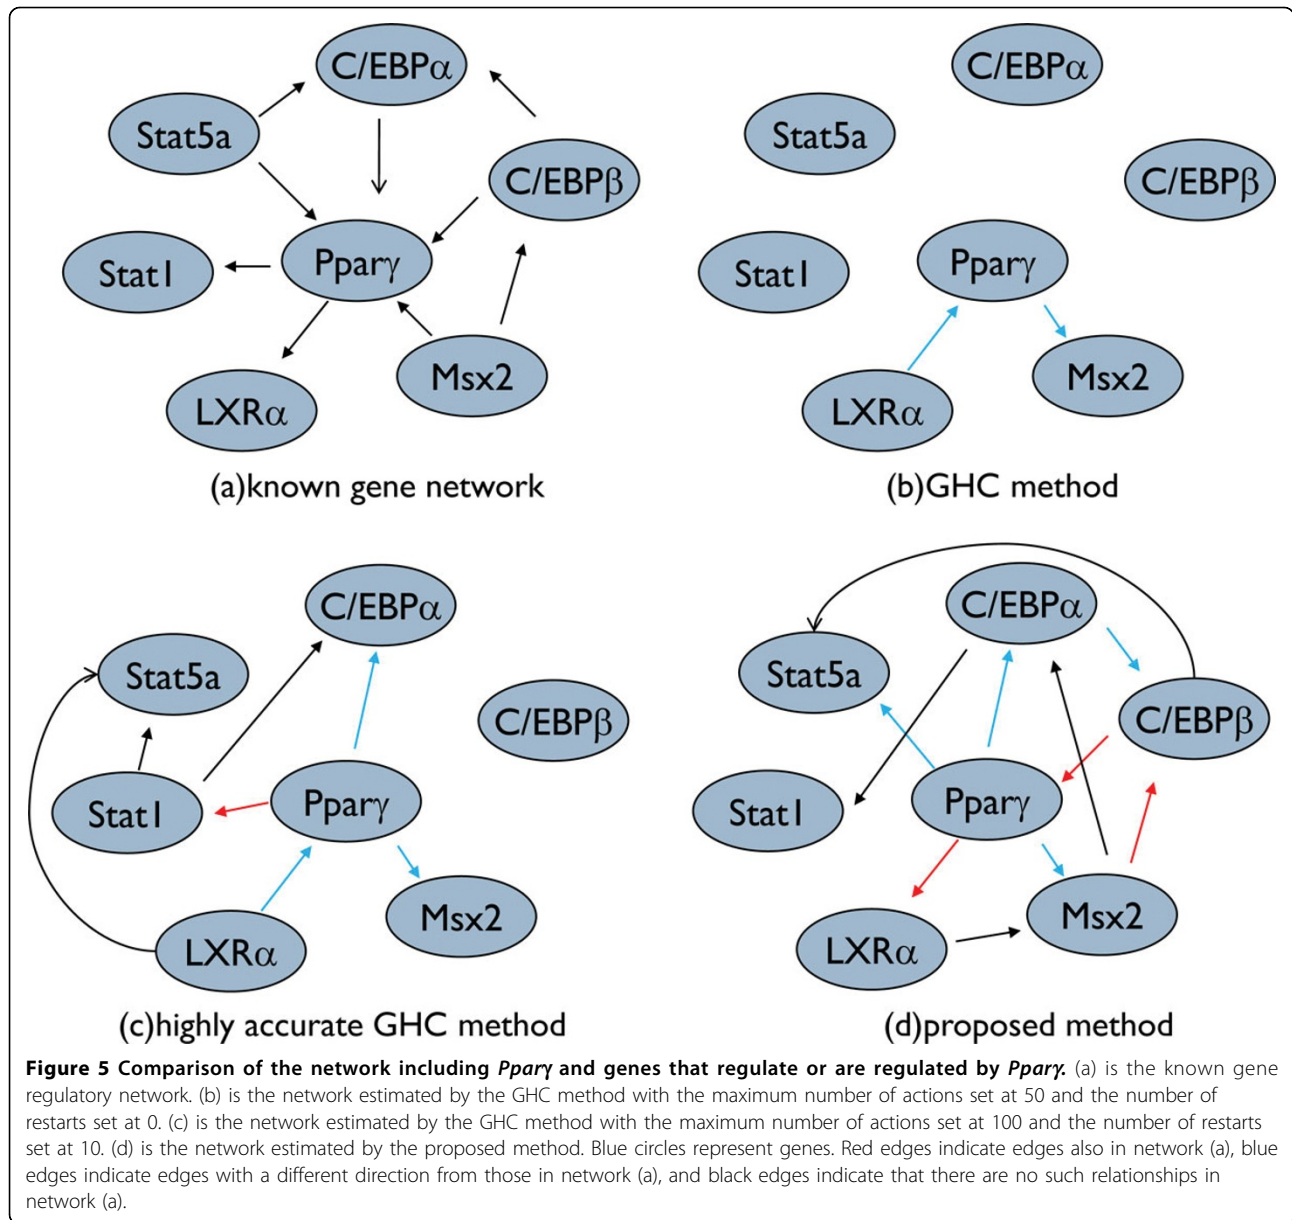 C/EBPα
Stat5a
C/EBPβ
Pparγ
Stat1
Msx2
LXRα
(a)known gene network
C/EBPα
Stat5a
C/EBPβ
Pparγ
Stat1
Msx2
LXRα
(b)GHC method
C/EBPα
Stat5a
C/EBPβ
Pparγ
Stat1
Msx2
LXRα
(c)highly accurate GHC method
C/EBPα
Stat5a
C/EBPβ
Pparγ
Stat1
Msx2
LXRα
(d)proposed method
Figure 5 Comparison of the network including Pparγ and genes that regulate or are regulated by Pparγ. (a) is the known gene
regulatory network. (b) is the network estimated by the GHC method with the maximum number of actions set at 50 and the number of
restarts set at 0. (c) is the network estimated by the GHC method with the maximum number of actions set at 100 and the number of restarts
set at 10. (d) is the network estimated by the proposed method. Blue circles represent genes. Red edges indicate edges also in network (a), blue
edges indicate edges with a different direction from those in network (a), and black edges indicate that there are no such relationships in
network (a).